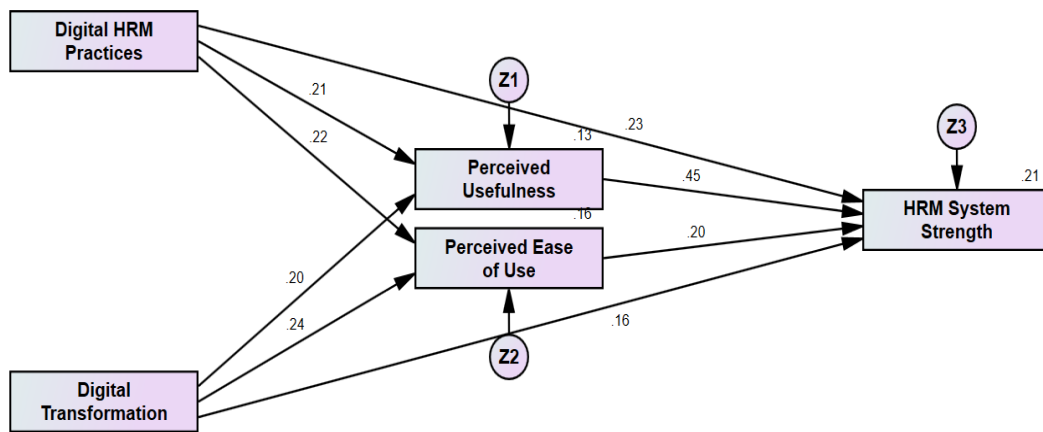 Digital HRM
Practices
Z1
.21
.22
.13
.23
Z3
Perceived
Usefulness
.45
.21
HRM System
Strength
.16
.20
Perceived Ease
of Use
.20
.24
.16
Z2
Digital
Transformation